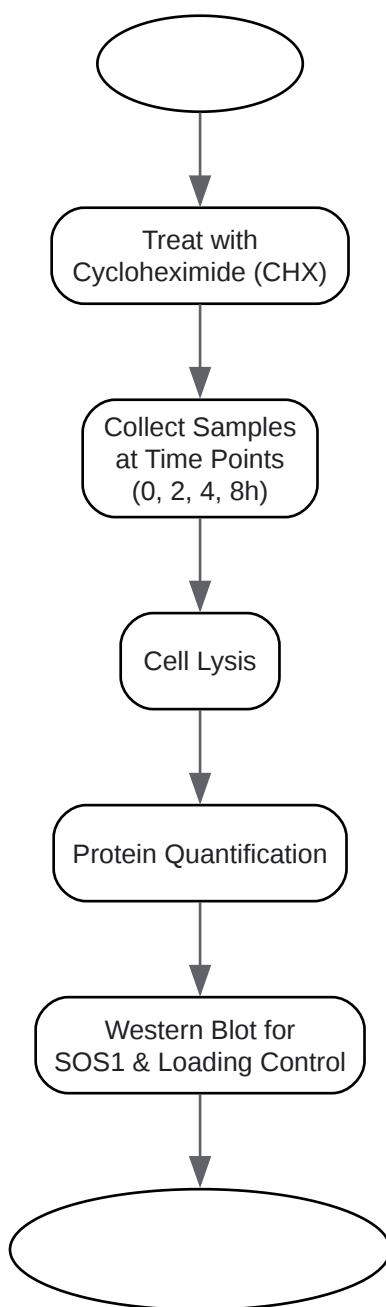 Treat with
Cycloheximide (CHX)
Collect Samples
at Time Points
(0, 2, 4, 8h)
Cell Lysis
Protein Quantification
Western Blot for
SOS1 & Loading Control